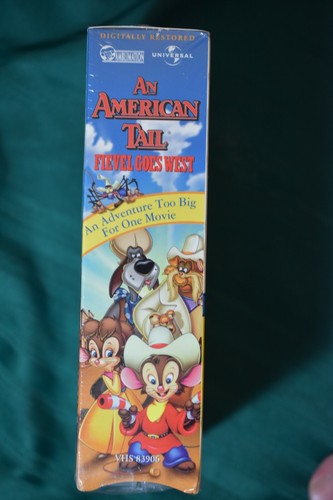 DIGITALLY RESTORED
AMBLIMATION
UNIVERSAL
AN
AMERICAN
TAIL
FIEVEL GOES WEST
An Adventure Too Big
For One Movie
VHS 83906